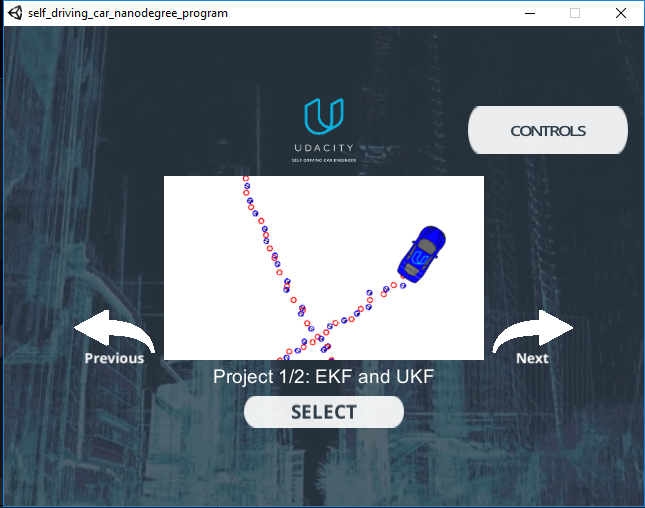 self_driving_car_nanodegree_program
UDACITY
SELF-DRIVING CAR ENGINEER
CONTROLS
Previous
Next
Project 1/2: EKF and UKF
SELECT